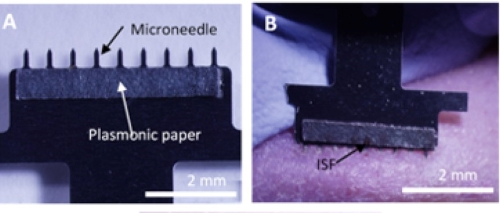 A
Microneedle
Plasmonic paper
2 mm
B
ISF
2 mm